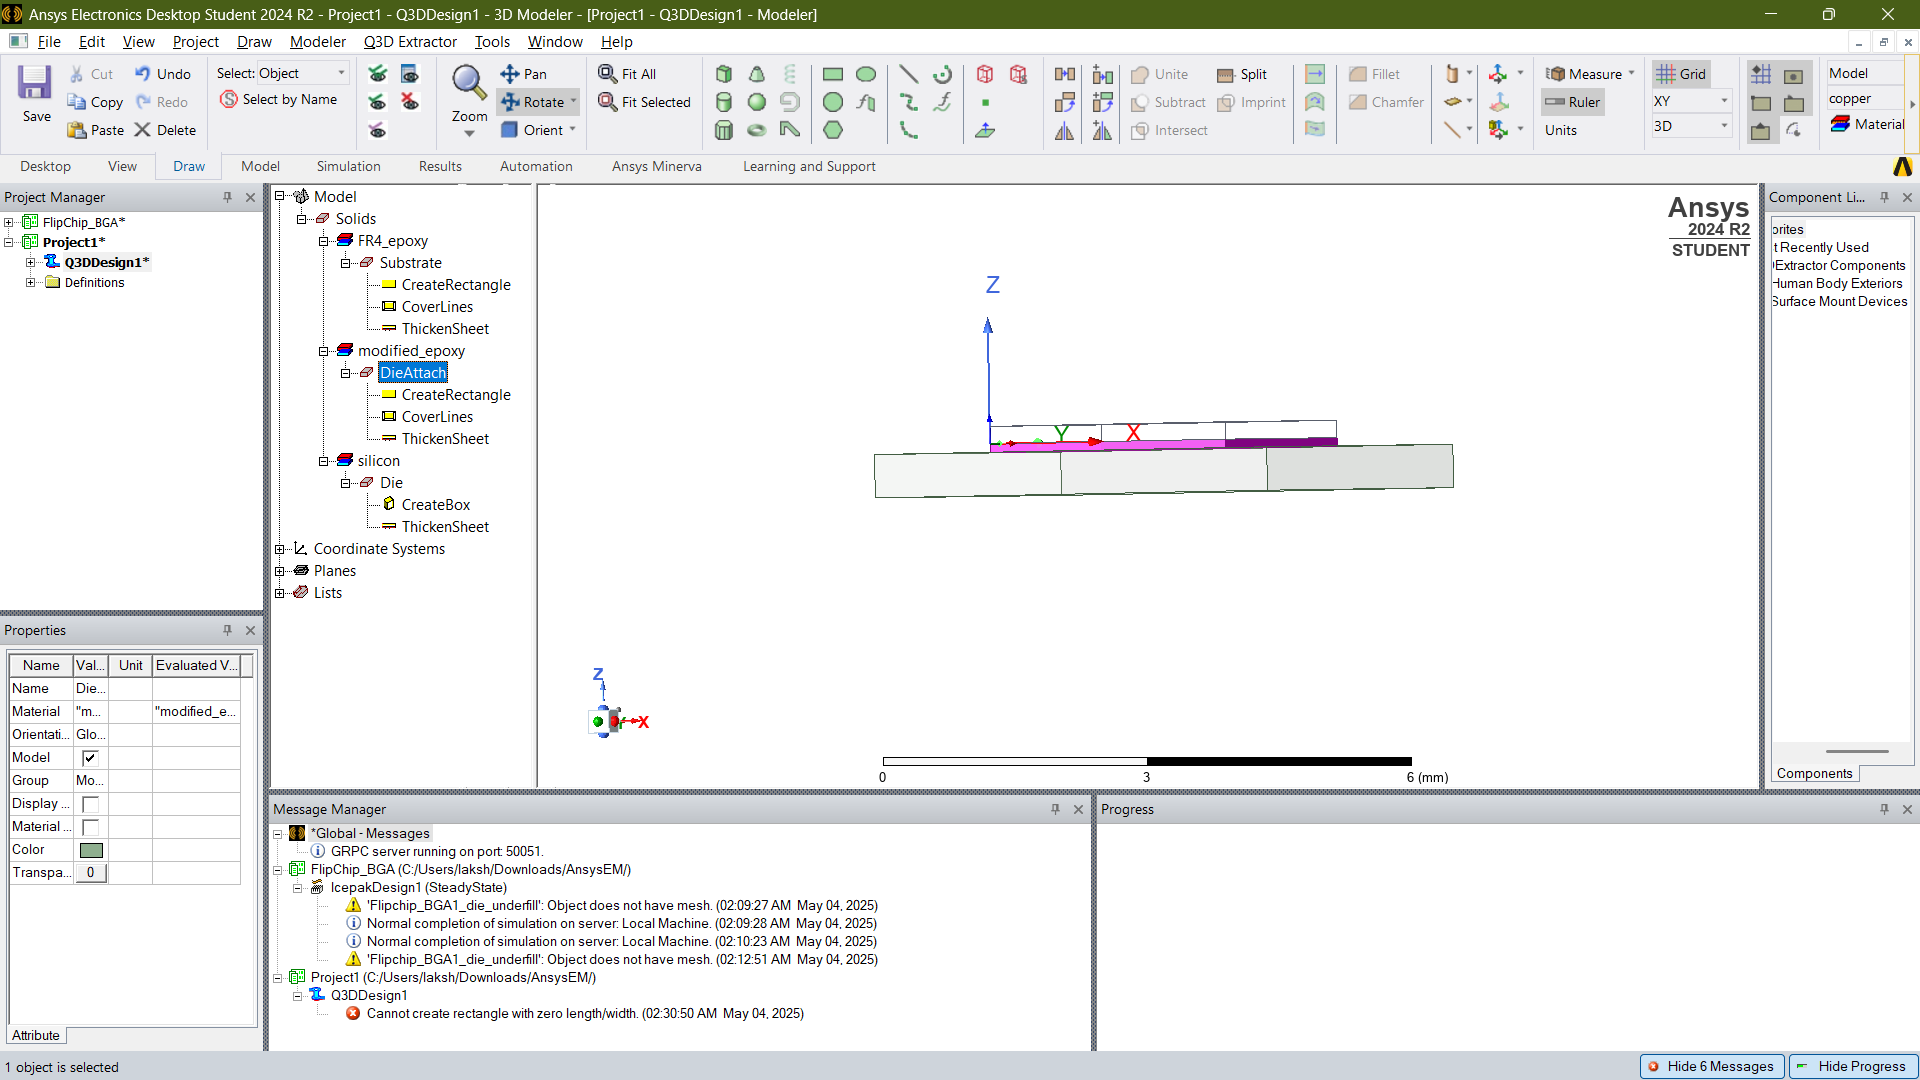 Ansys Electronics Desktop Student 2024 R2 - Project1 - Q3DDesign1 - 3D Modeler - [Project1 - Q3DDesign1 - Modeler]
File Edit View Project Draw Modeler Q3D Extractor Tools Window Help
Save
Cut
Copy
Paste
Undo
Redo
Delete
Select: Object
Select by Name
Zoom
Pan
Rotate
Orient
Fit All
Fit Selected
Unite
Subtract
Intersect
Split
Imprint
Fillet
Chamfer
Measure
Ruler
Units
Grid
XY
3D
Model
copper
Material
Desktop View Draw Model Simulation Results Automation Ansys Minerva Learning and Support
Project Manager
FlipChip_BGA*
Project1*
Q3DDesign1*
Definitions
Model
Solids
FR4_epoxy
Substrate
CreateRectangle
CoverLines
ThickenSheet
modified_epoxy
DieAttach
CreateRectangle
CoverLines
ThickenSheet
silicon
Die
CreateBox
ThickenSheet
Coordinate Systems
Planes
Lists
Ansys
2024 R2
STUDENT
Z
Y
X
Z
X
0 3 6 (mm)
Component Li...
orites
t Recently Used
Extractor Components
Human Body Exteriors
Surface Mount Devices
Components
Properties
Name Val... Unit Evaluated V...
Name Die...
Material "m... "modified_e...
Orientati... Glo...
Model
Group Mo...
Display ...
Material ...
Color
Transpa... 0
Attribute
Message Manager
*Global - Messages
GRPC server running on port: 50051.
FlipChip_BGA (C:/Users/laksh/Downloads/AnsysEM/)
IcepakDesign1 (SteadyState)
'Flipchip_BGA1_die_underfill': Object does not have mesh. (02:09:27 AM May 04, 2025)
Normal completion of simulation on server: Local Machine. (02:09:28 AM May 04, 2025)
Normal completion of simulation on server: Local Machine. (02:10:23 AM May 04, 2025)
'Flipchip_BGA1_die_underfill': Object does not have mesh. (02:12:51 AM May 04, 2025)
Project1 (C:/Users/laksh/Downloads/AnsysEM/)
Q3DDesign1
Cannot create rectangle with zero length/width. (02:30:50 AM May 04, 2025)
Progress
1 object is selected
Hide 6 Messages
Hide Progress